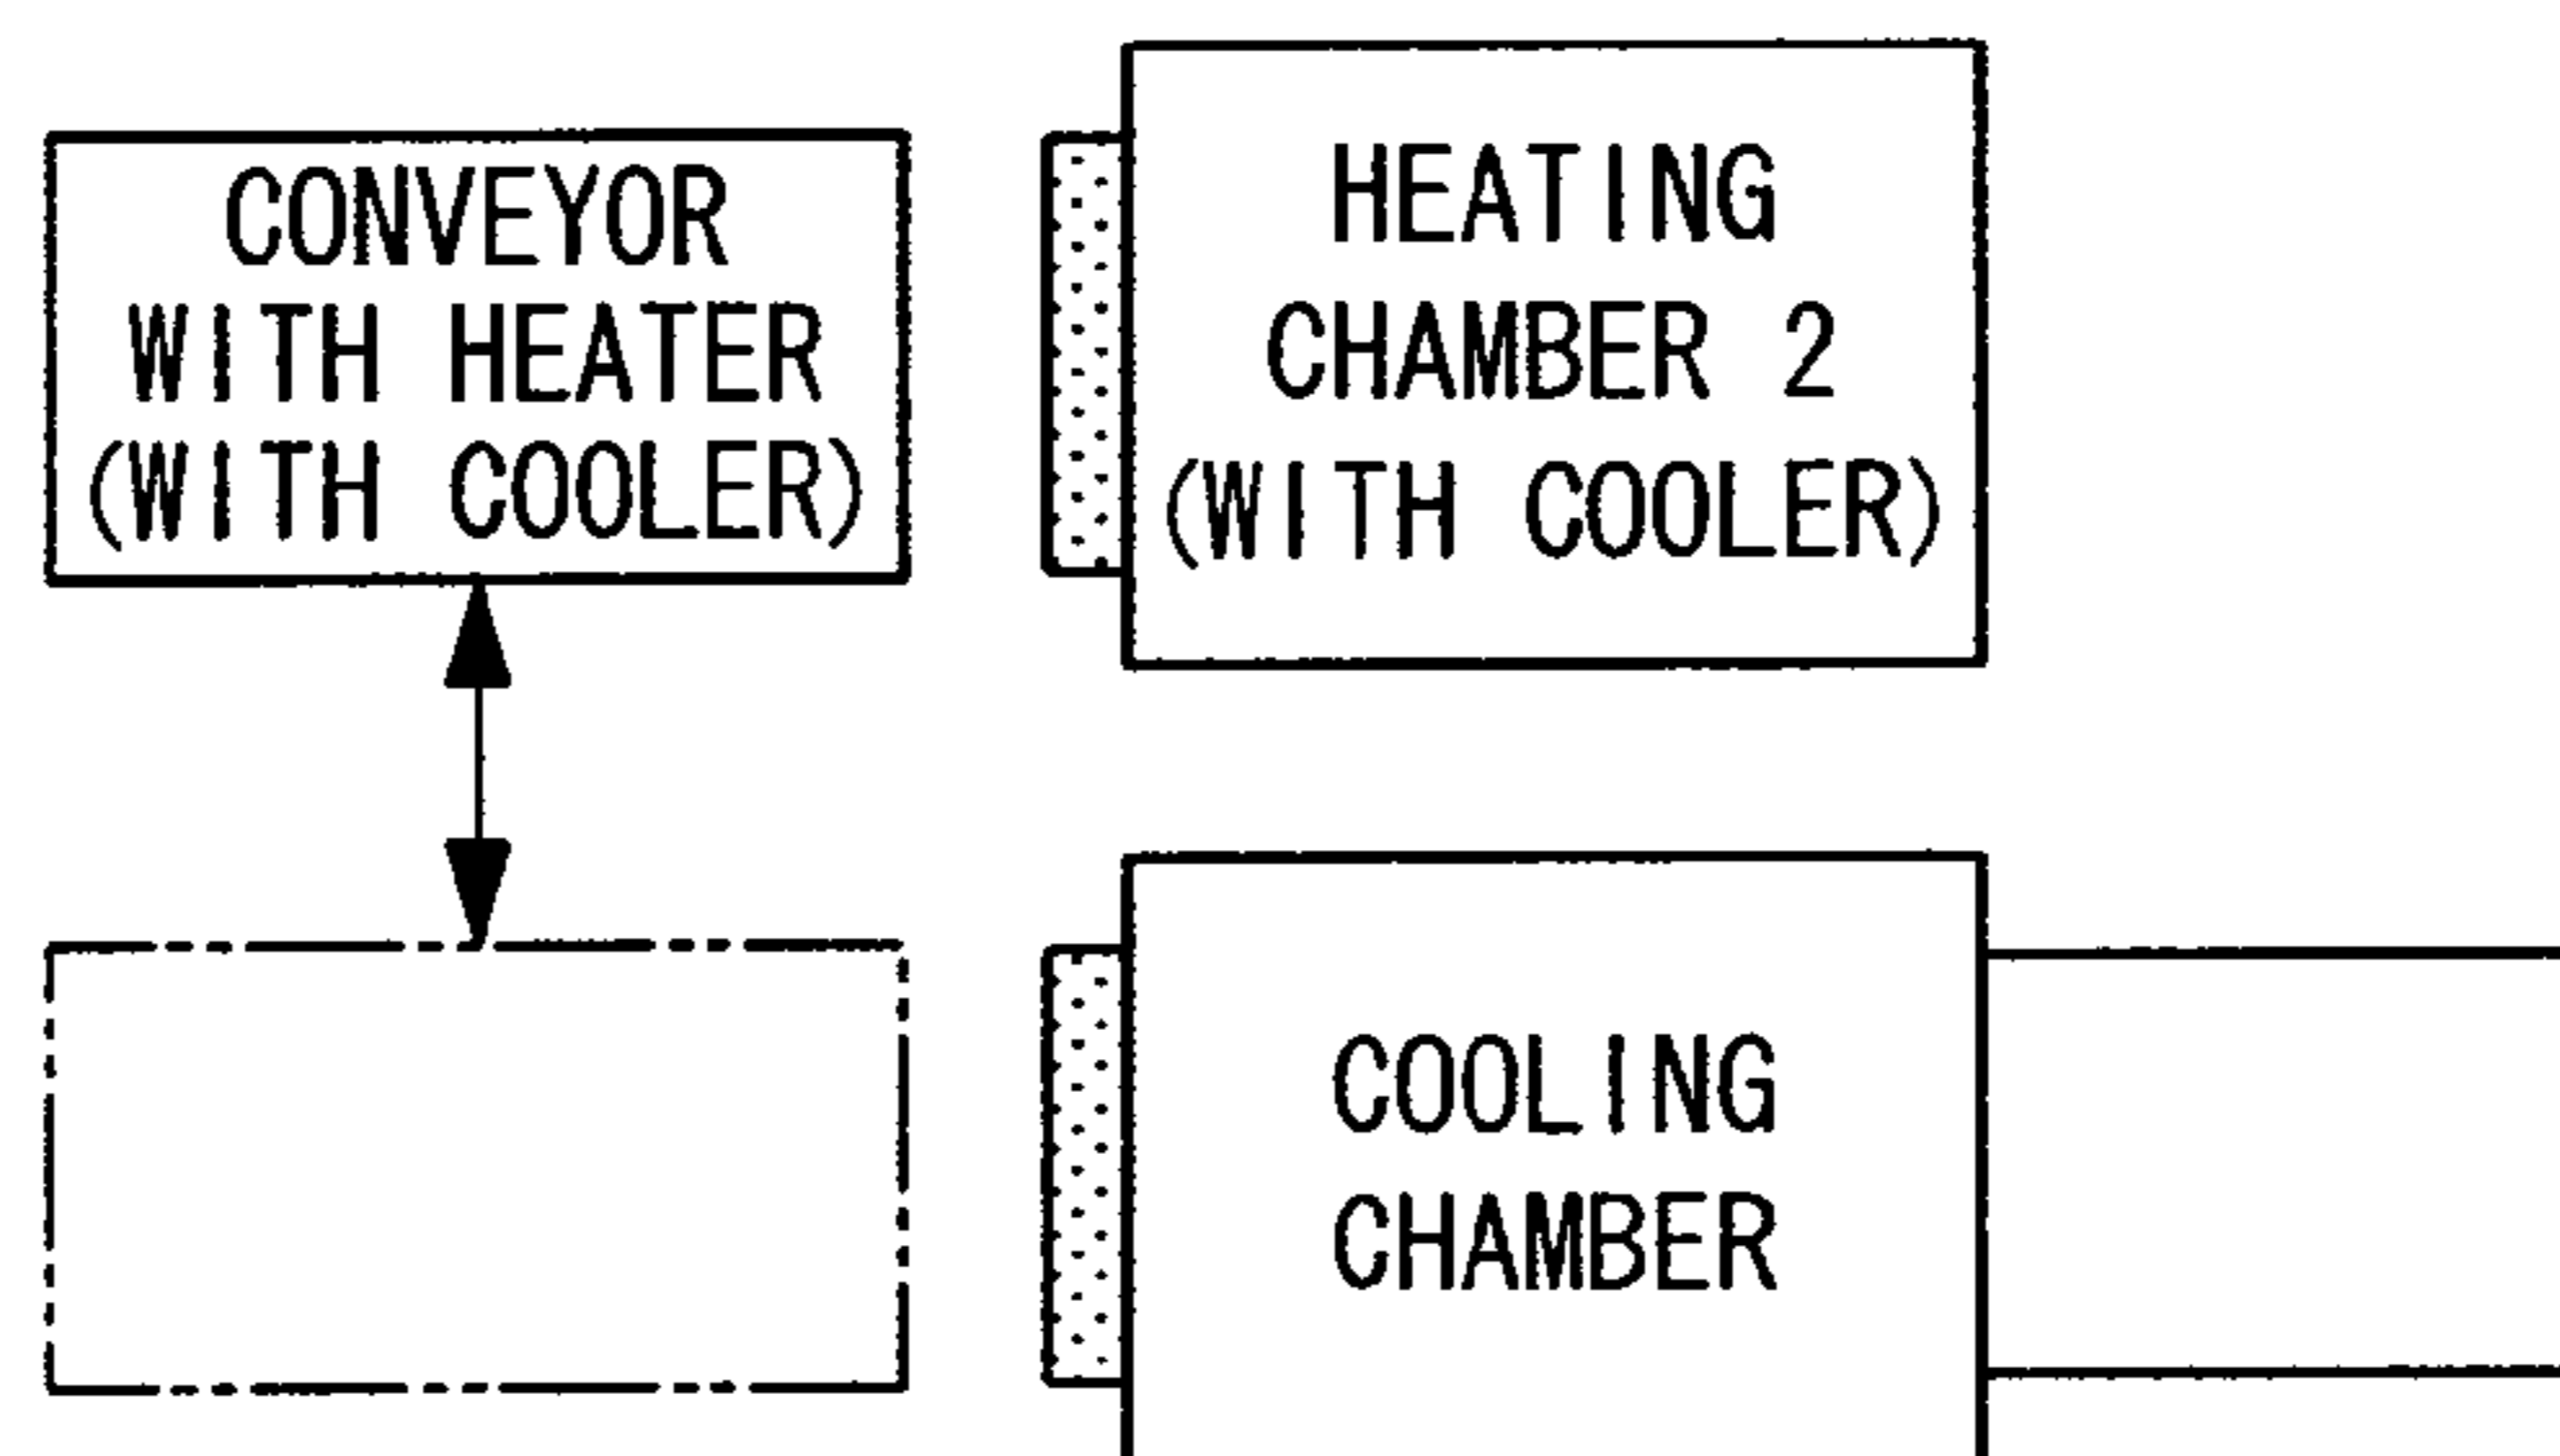 CONVEYOR
WITH HEATER
(WITH COOLER)
HEATING
CHAMBER 2
(WITH COOLER)
COOLING
CHAMBER